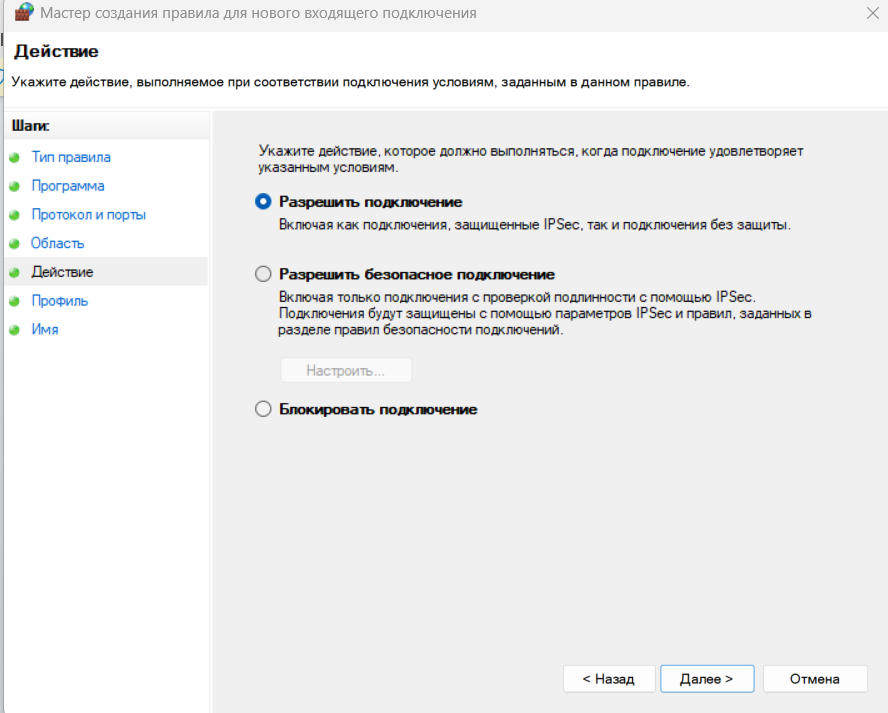 Мастер создания правила для нового входящего подключения
Действие
Укажите действие, выполняемое при соответствии подключения условиям, заданным в данном правиле.
Шаги:
Тип правила
Программа
Протокол и порты
Область
Действие
Профиль
Имя
Укажите действие, которое должно выполняться, когда подключение удовлетворяет
указанным условиям.
Разрешить подключение
Включая как подключения, защищенные IPSec, так и подключения без защиты.
Разрешить безопасное подключение
Включая только подключения с проверкой подлинности с помощью IPSec.
Подключения будут защищены с помощью параметров IPSec и правил, заданных в
разделе правил безопасности подключений.
Настроить...
Блокировать подключение
< Назад
Далее >
Отмена